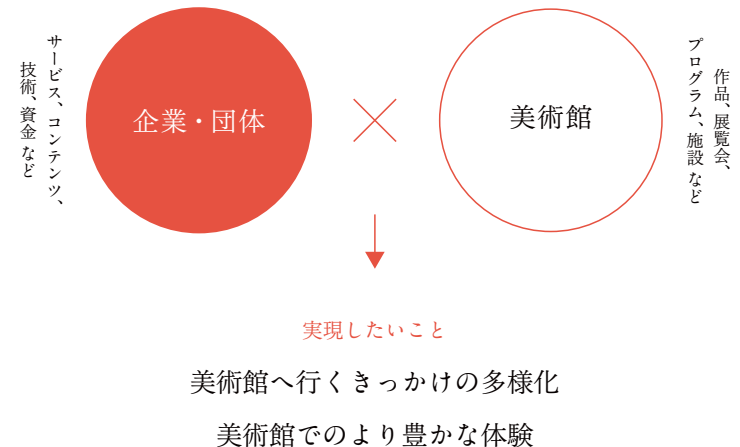 サービス、コンテンツ、
技術、資金 など
企業・団体
美術館
作品、展覧会、
プログラム、施設 など
実現したいこと
美術館へ行くきっかけの多様化
美術館でのより豊かな体験